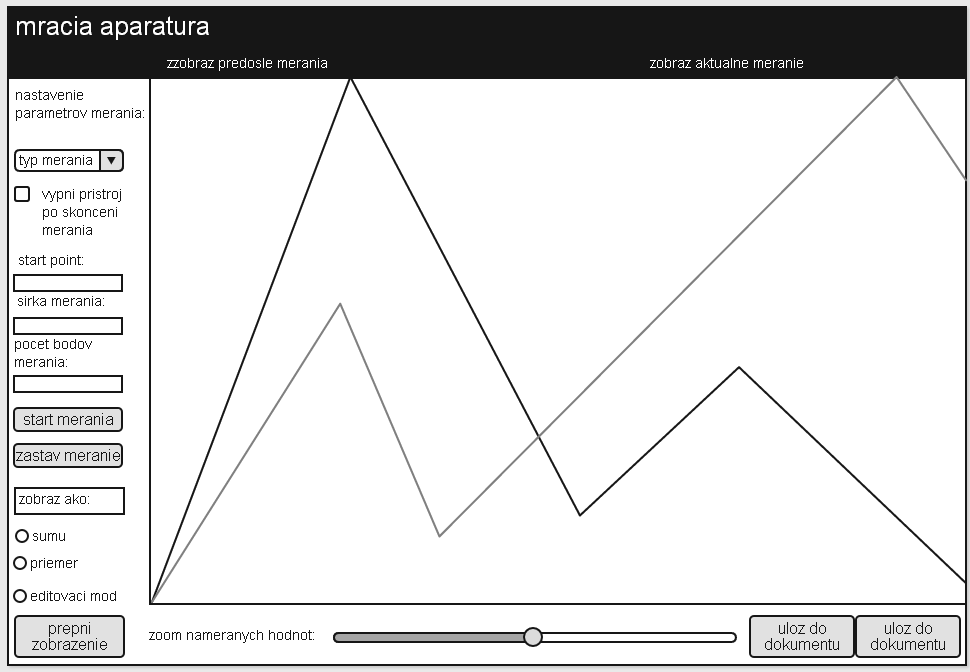 mracia aparatura
zzobraz predosle merania
zobraz aktualne meranie
nastavenie
parametrov merania:
typ merania
vypni pristroj
po skonceni
merania
start point:
sirka merania:
pocet bodov
merania:
start merania
zastav meranie
zobraz ako:
sumu
priemer
editovaci mod
prepni
zobrazenie
zoom nameranych hodnot:
uloz do
dokumentu
uloz do
dokumentu